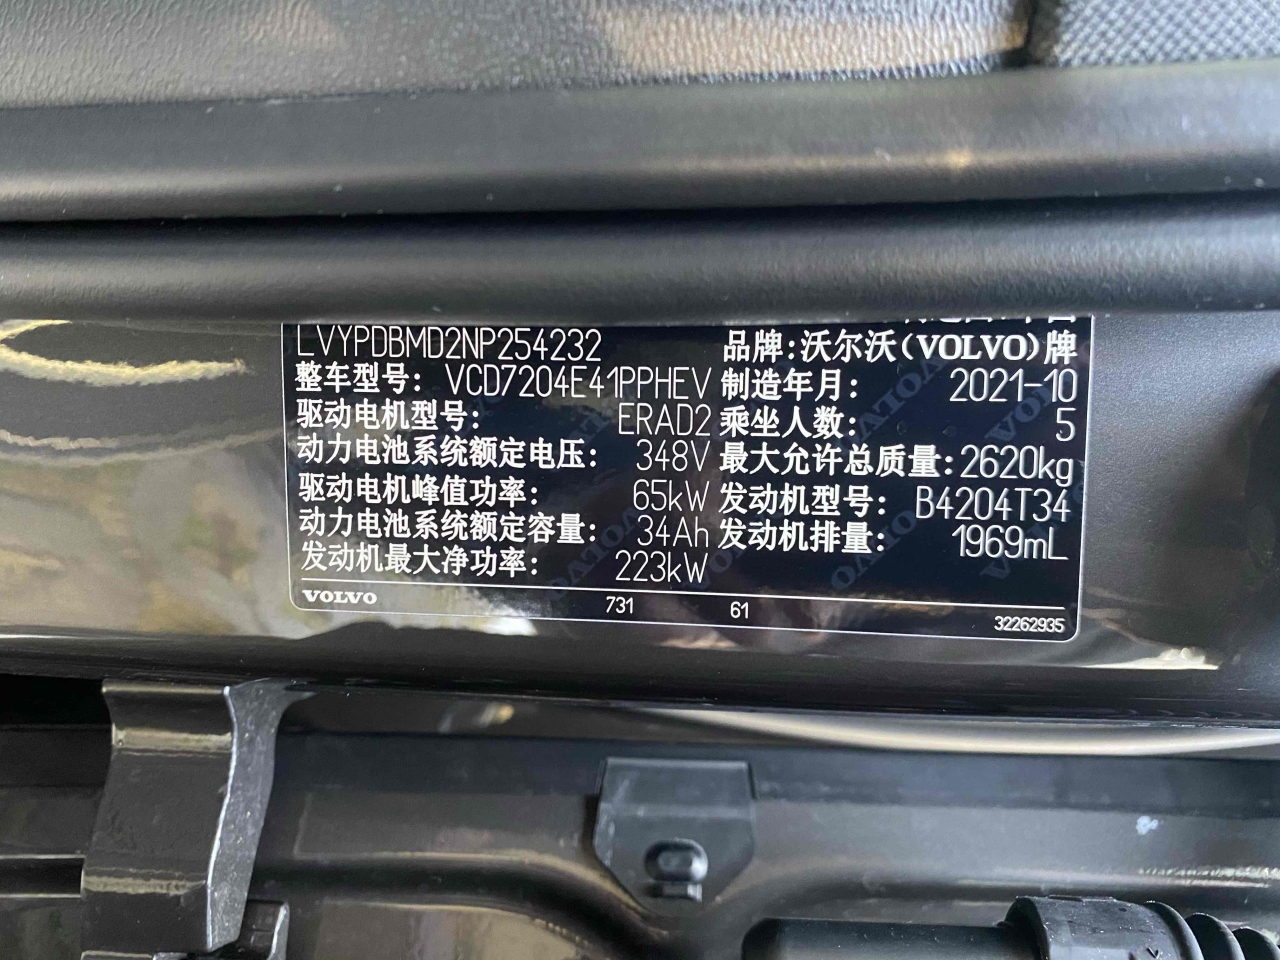 LVYPDBMD2NP254232 品牌:沃尔沃(VOLVO)牌
整车型号: VCD7204E41PPHEV 制造年月: 2021-10
驱动电机型号: ERAD2 乘坐人数: 5
动力电池系统额定电压: 348V 最大允许总质量: 2620kg
驱动电机峰值功率: 65kW 发动机型号: B4204T34
动力电池系统额定容量: 34Ah 发动机排量: 1969mL
发动机最大净功率: 223kW
VOLVO 731 61 32262935